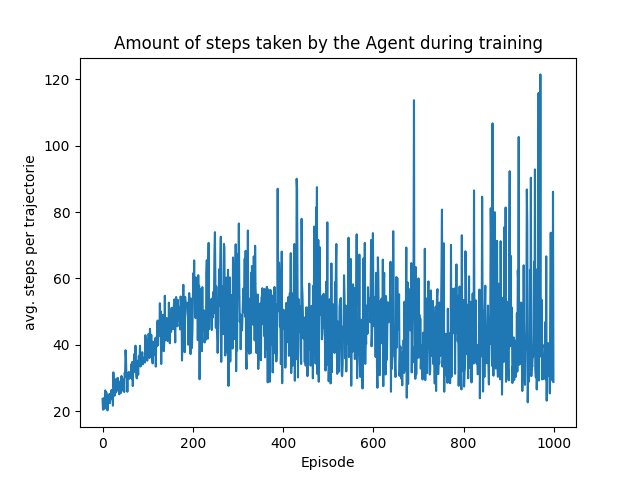 Amount of steps taken by the Agent during training
120
100
80
60
40
20
avg. steps per trajectorie
0 200 400 600 800 1000
Episode